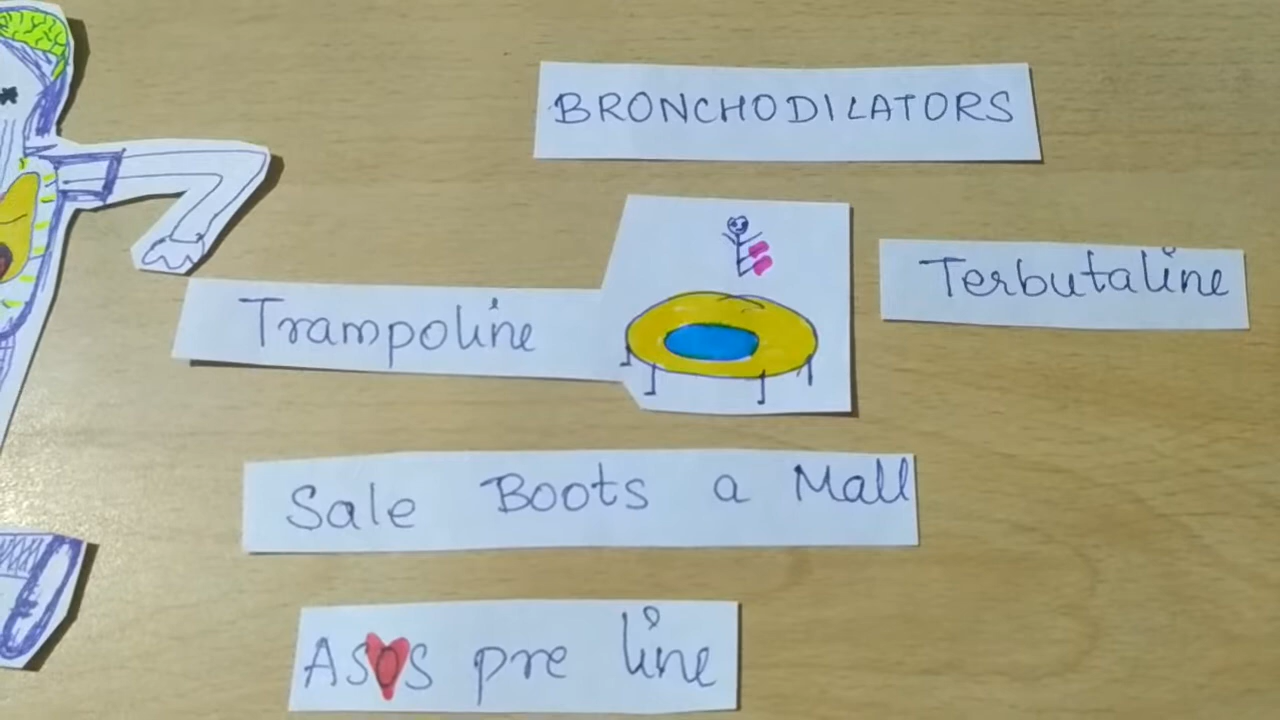 BRONCHODILATORS
Terbutaline
Trampoline
Sale Boots a Mall
ASOS pre line